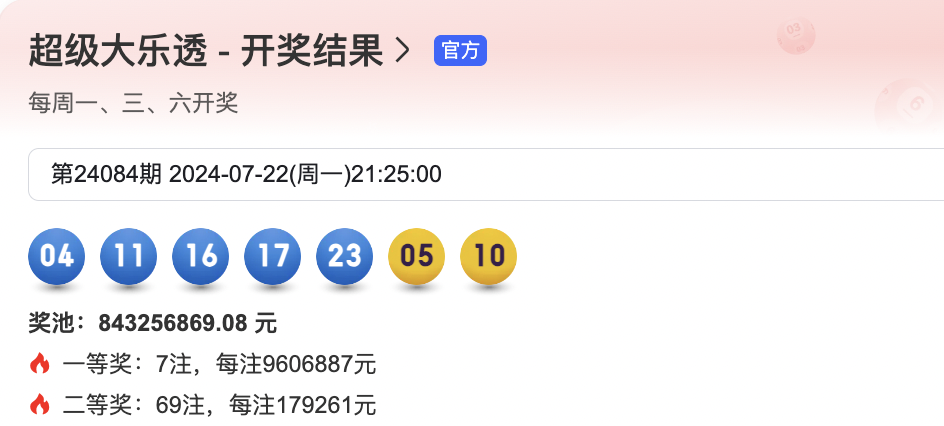 超级大乐透 - 开奖结果 官方
每周一、三、六开奖
第24084期 2024-07-22(周一)21:25:00
04 11 16 17 23 05 10
奖池：843256869.08 元
一等奖：7注，每注9606887元
二等奖：69注，每注179261元